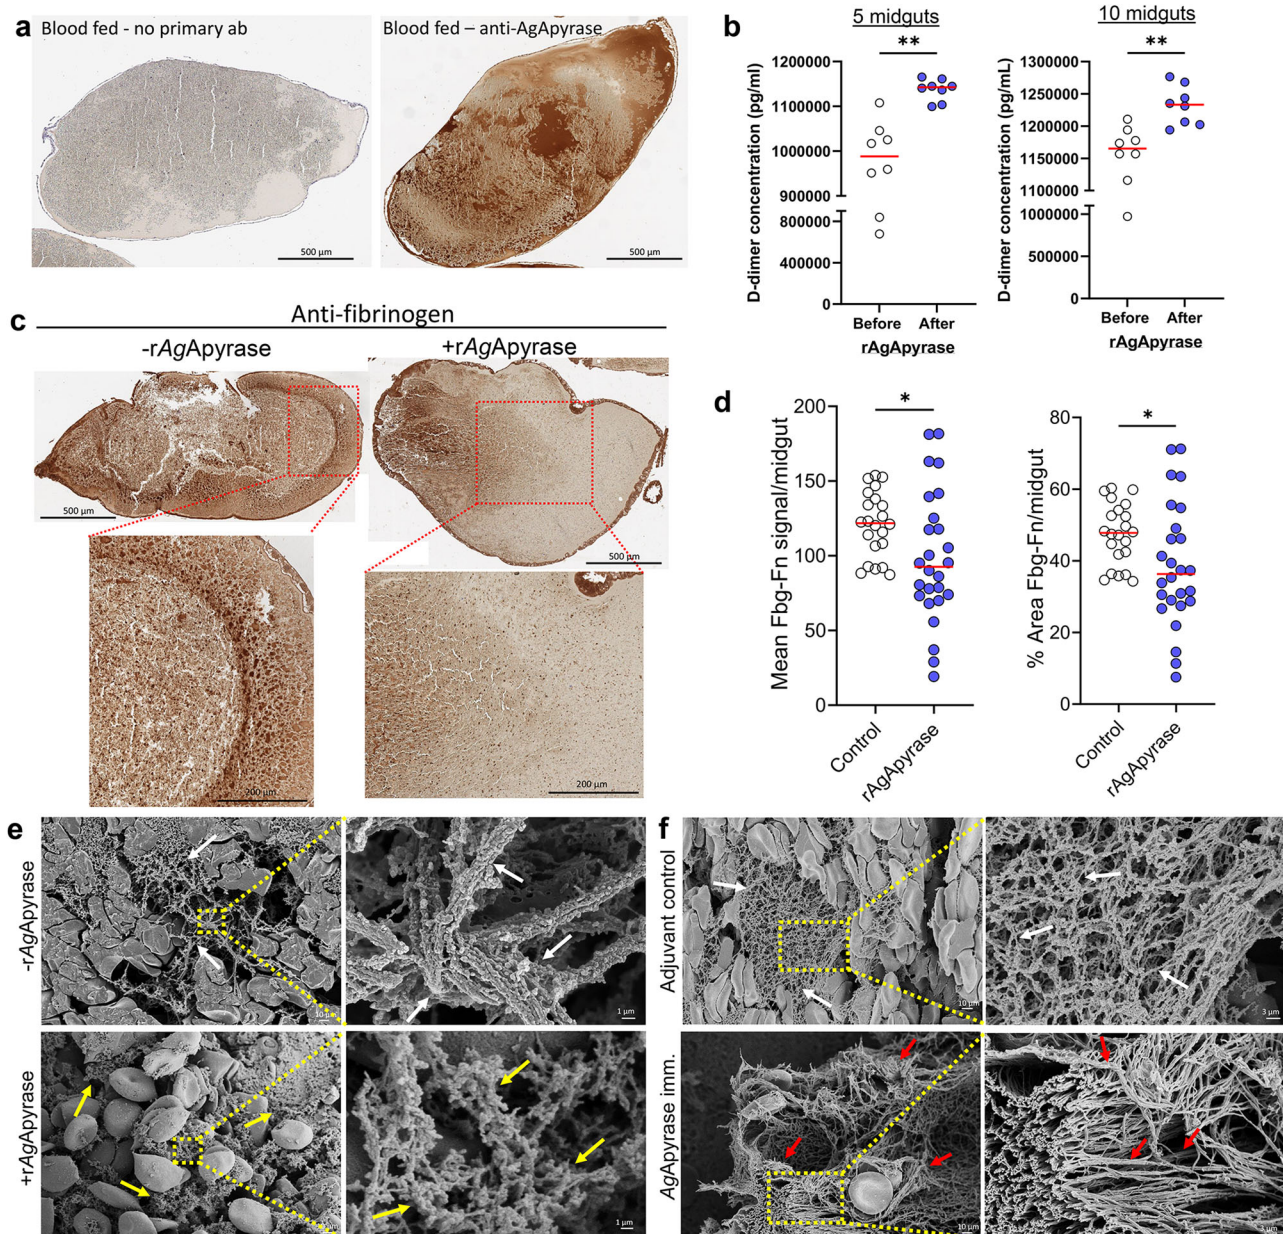 a
Blood fed - no primary ab
Blood fed – anti-AgApyrase
500 µm
500 µm
b
5 midguts
10 midguts
**
**
D-dimer concentration (pg/ml)
1200000
1100000
1000000
900000
800000
400000
0
Before
After
rAgApyrase
D-dimer concentration (pg/mL)
1300000
1250000
1200000
1150000
1100000
1000000
500000
0
Before
After
rAgApyrase
c
Anti-fibrinogen
-rAgApyrase
+rAgApyrase
500 µm
500 µm
200 µm
200 µm
d
*
Mean Fbg-Fn signal/midgut
200
150
100
50
0
Control
rAgApyrase
*
% Area Fbg-Fn/midgut
80
60
40
20
0
Control
rAgApyrase
e
-rAgApyrase
10 µm
1 µm
+rAgApyrase
1 µm
f
Adjuvant control
10 µm
3 µm
AgApyrase imm.
10 µm
3 µm